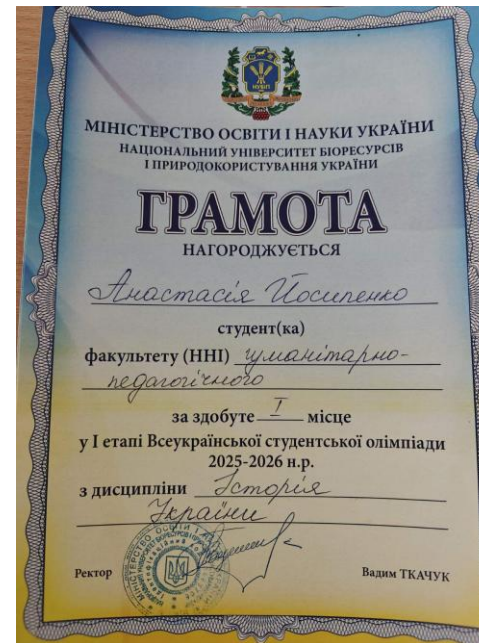 НУБІП
МІНІСТЕРСТВО ОСВІТИ І НАУКИ УКРАЇНИ
НАЦІОНАЛЬНИЙ УНІВЕРСИТЕТ БІОРЕСУРСІВ
І ПРИРОДОКОРИСТУВАННЯ УКРАЇНИ
ГРАМОТА
НАГОРОДЖУЄТЬСЯ
Анастасія Йосипенко
студент(ка)
факультету (ННІ) гуманітарно-
педагогічного
за здобуте I місце
у I етапі Всеукраїнської студентської олімпіади
2025-2026 н.р.
з дисципліни Історія
України
Ректор Вадим ТКАЧУК